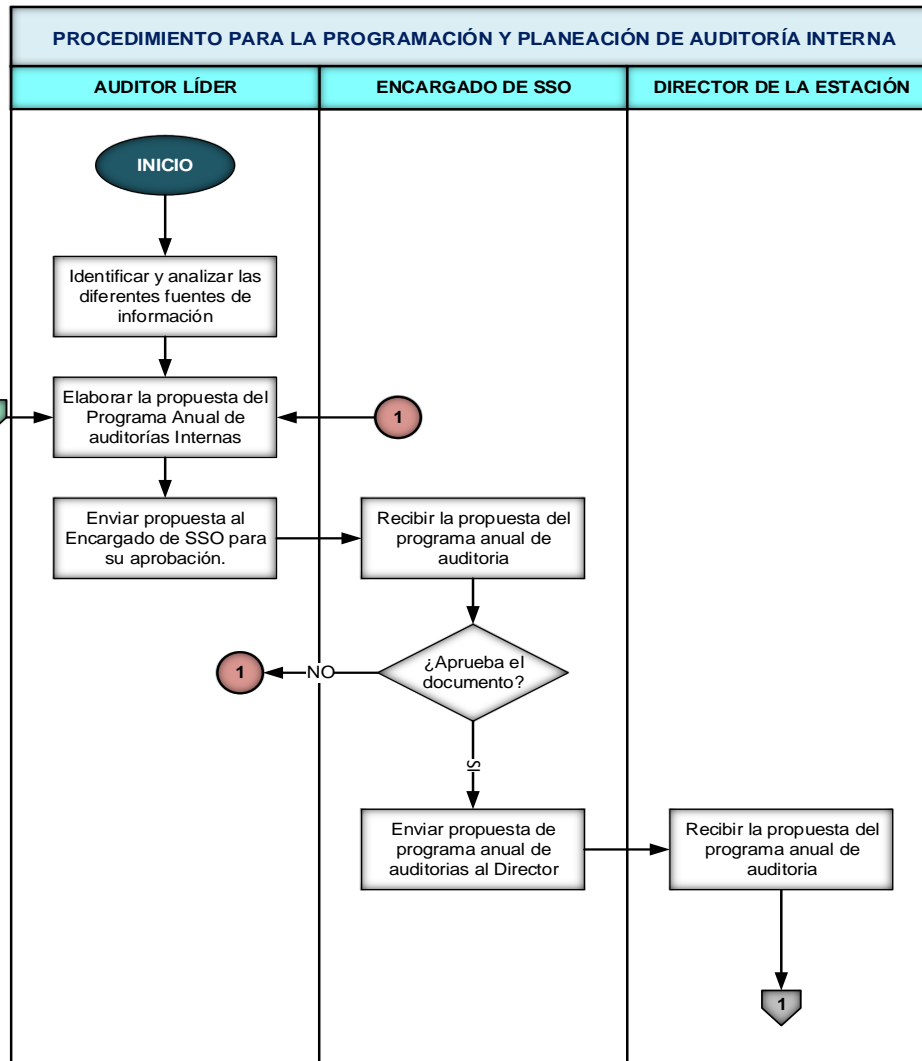 PROCEDIMIENTO PARA LA PROGRAMACIÓN Y PLANEACIÓN DE AUDITORÍA INTERNA
AUDITOR LÍDER
ENCARGADO DE SSO
DIRECTOR DE LA ESTACIÓN
INICIO
Identificar y analizar las
diferentes fuentes de
información
Elaborar la propuesta del
Programa Anual de
auditorías Internas
1
Enviar propuesta al
Encargado de SSO para
su aprobación.
Recibir la propuesta del
programa anual de
auditoria
¿Aprueba el
documento?
NO
1
SI
Enviar propuesta de
programa anual de
auditorias al Director
Recibir la propuesta del
programa anual de
auditoria
1